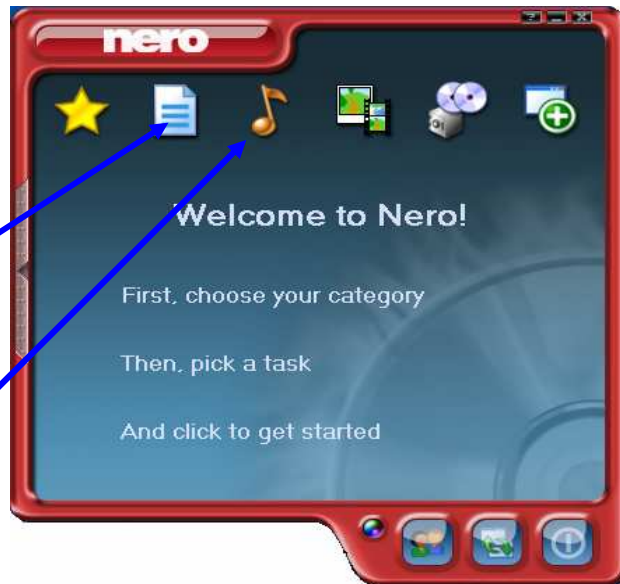 nero
Welcome to Nero!
First, choose your category
Then, pick a task
And click to get started